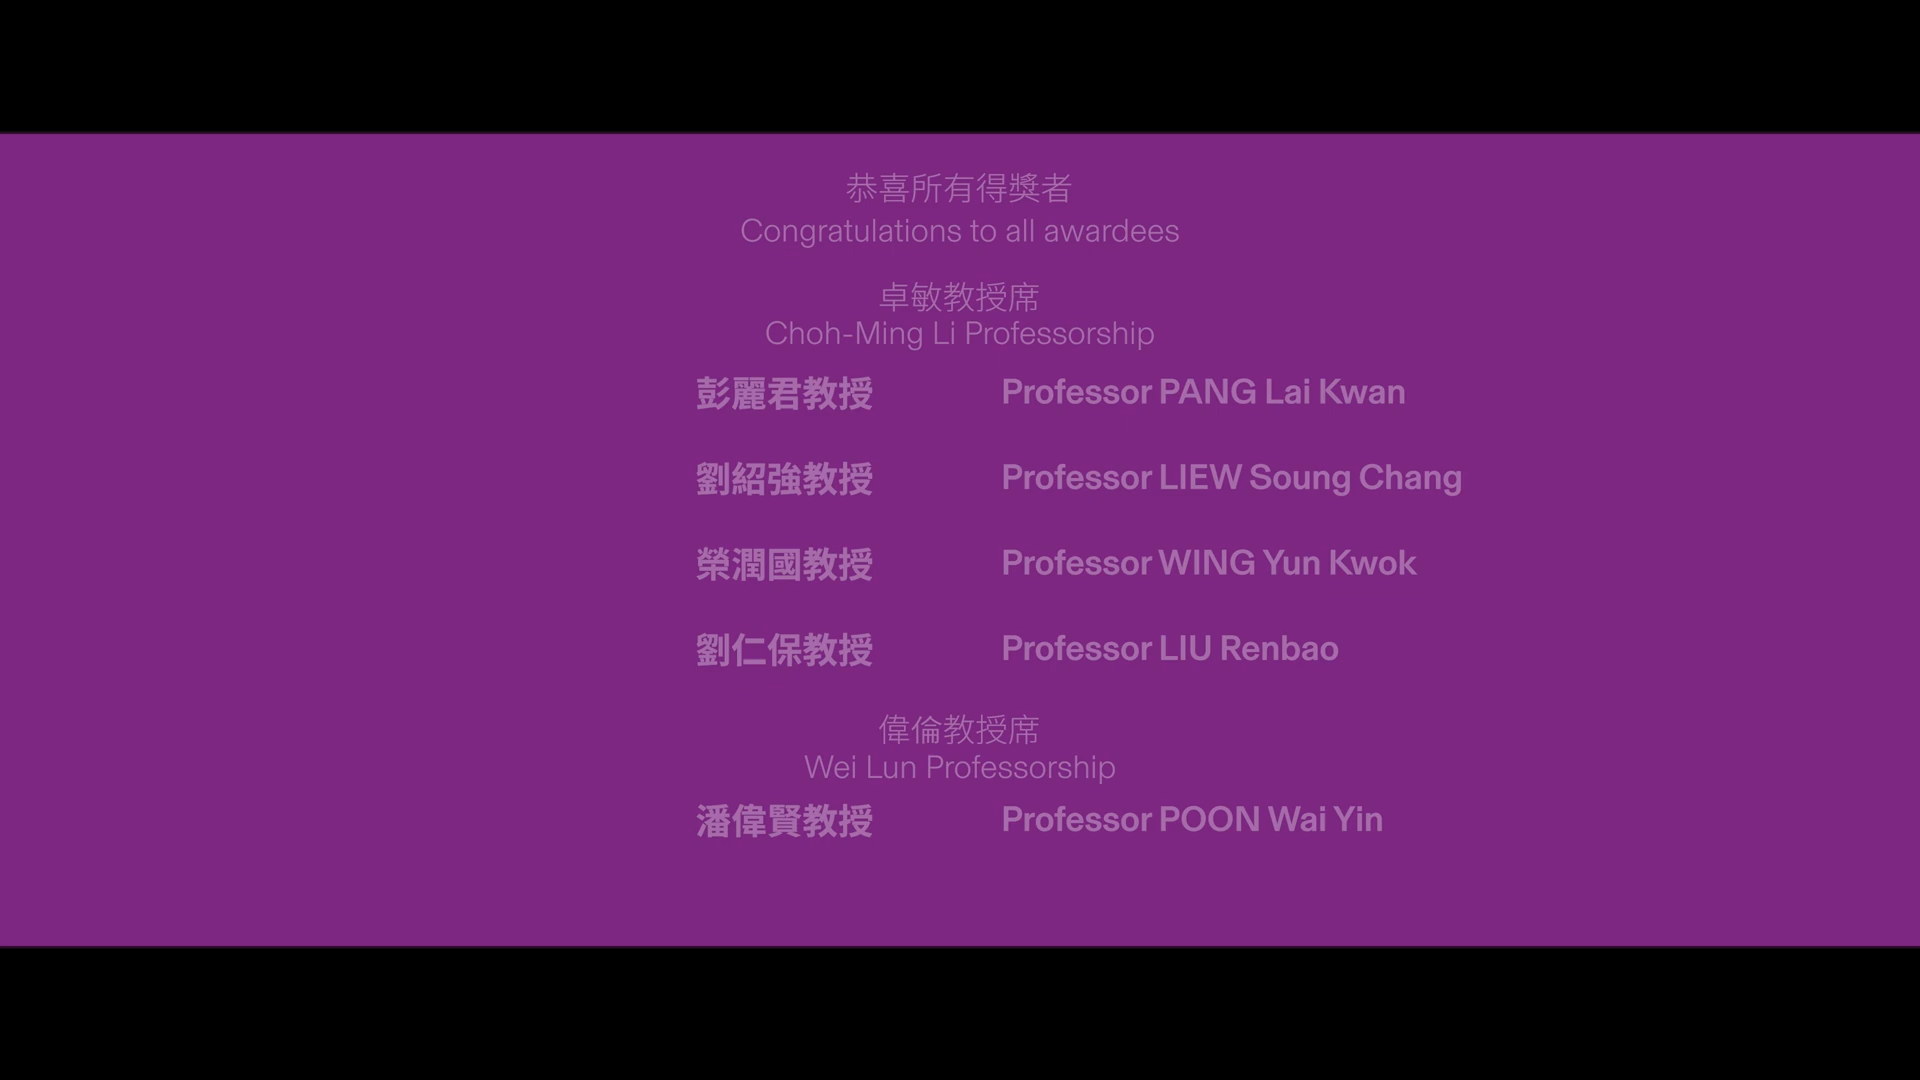 恭喜所有得獎者
Congratulations to all awardees
卓敏教授席
Choh-Ming Li Professorship
彭麗君教授 Professor PANG Lai Kwan
劉紹強教授 Professor LIEW Soung Chang
榮潤國教授 Professor WING Yun Kwok
劉仁保教授 Professor LIU Renbao
偉倫教授席
Wei Lun Professorship
潘偉賢教授 Professor POON Wai Yin